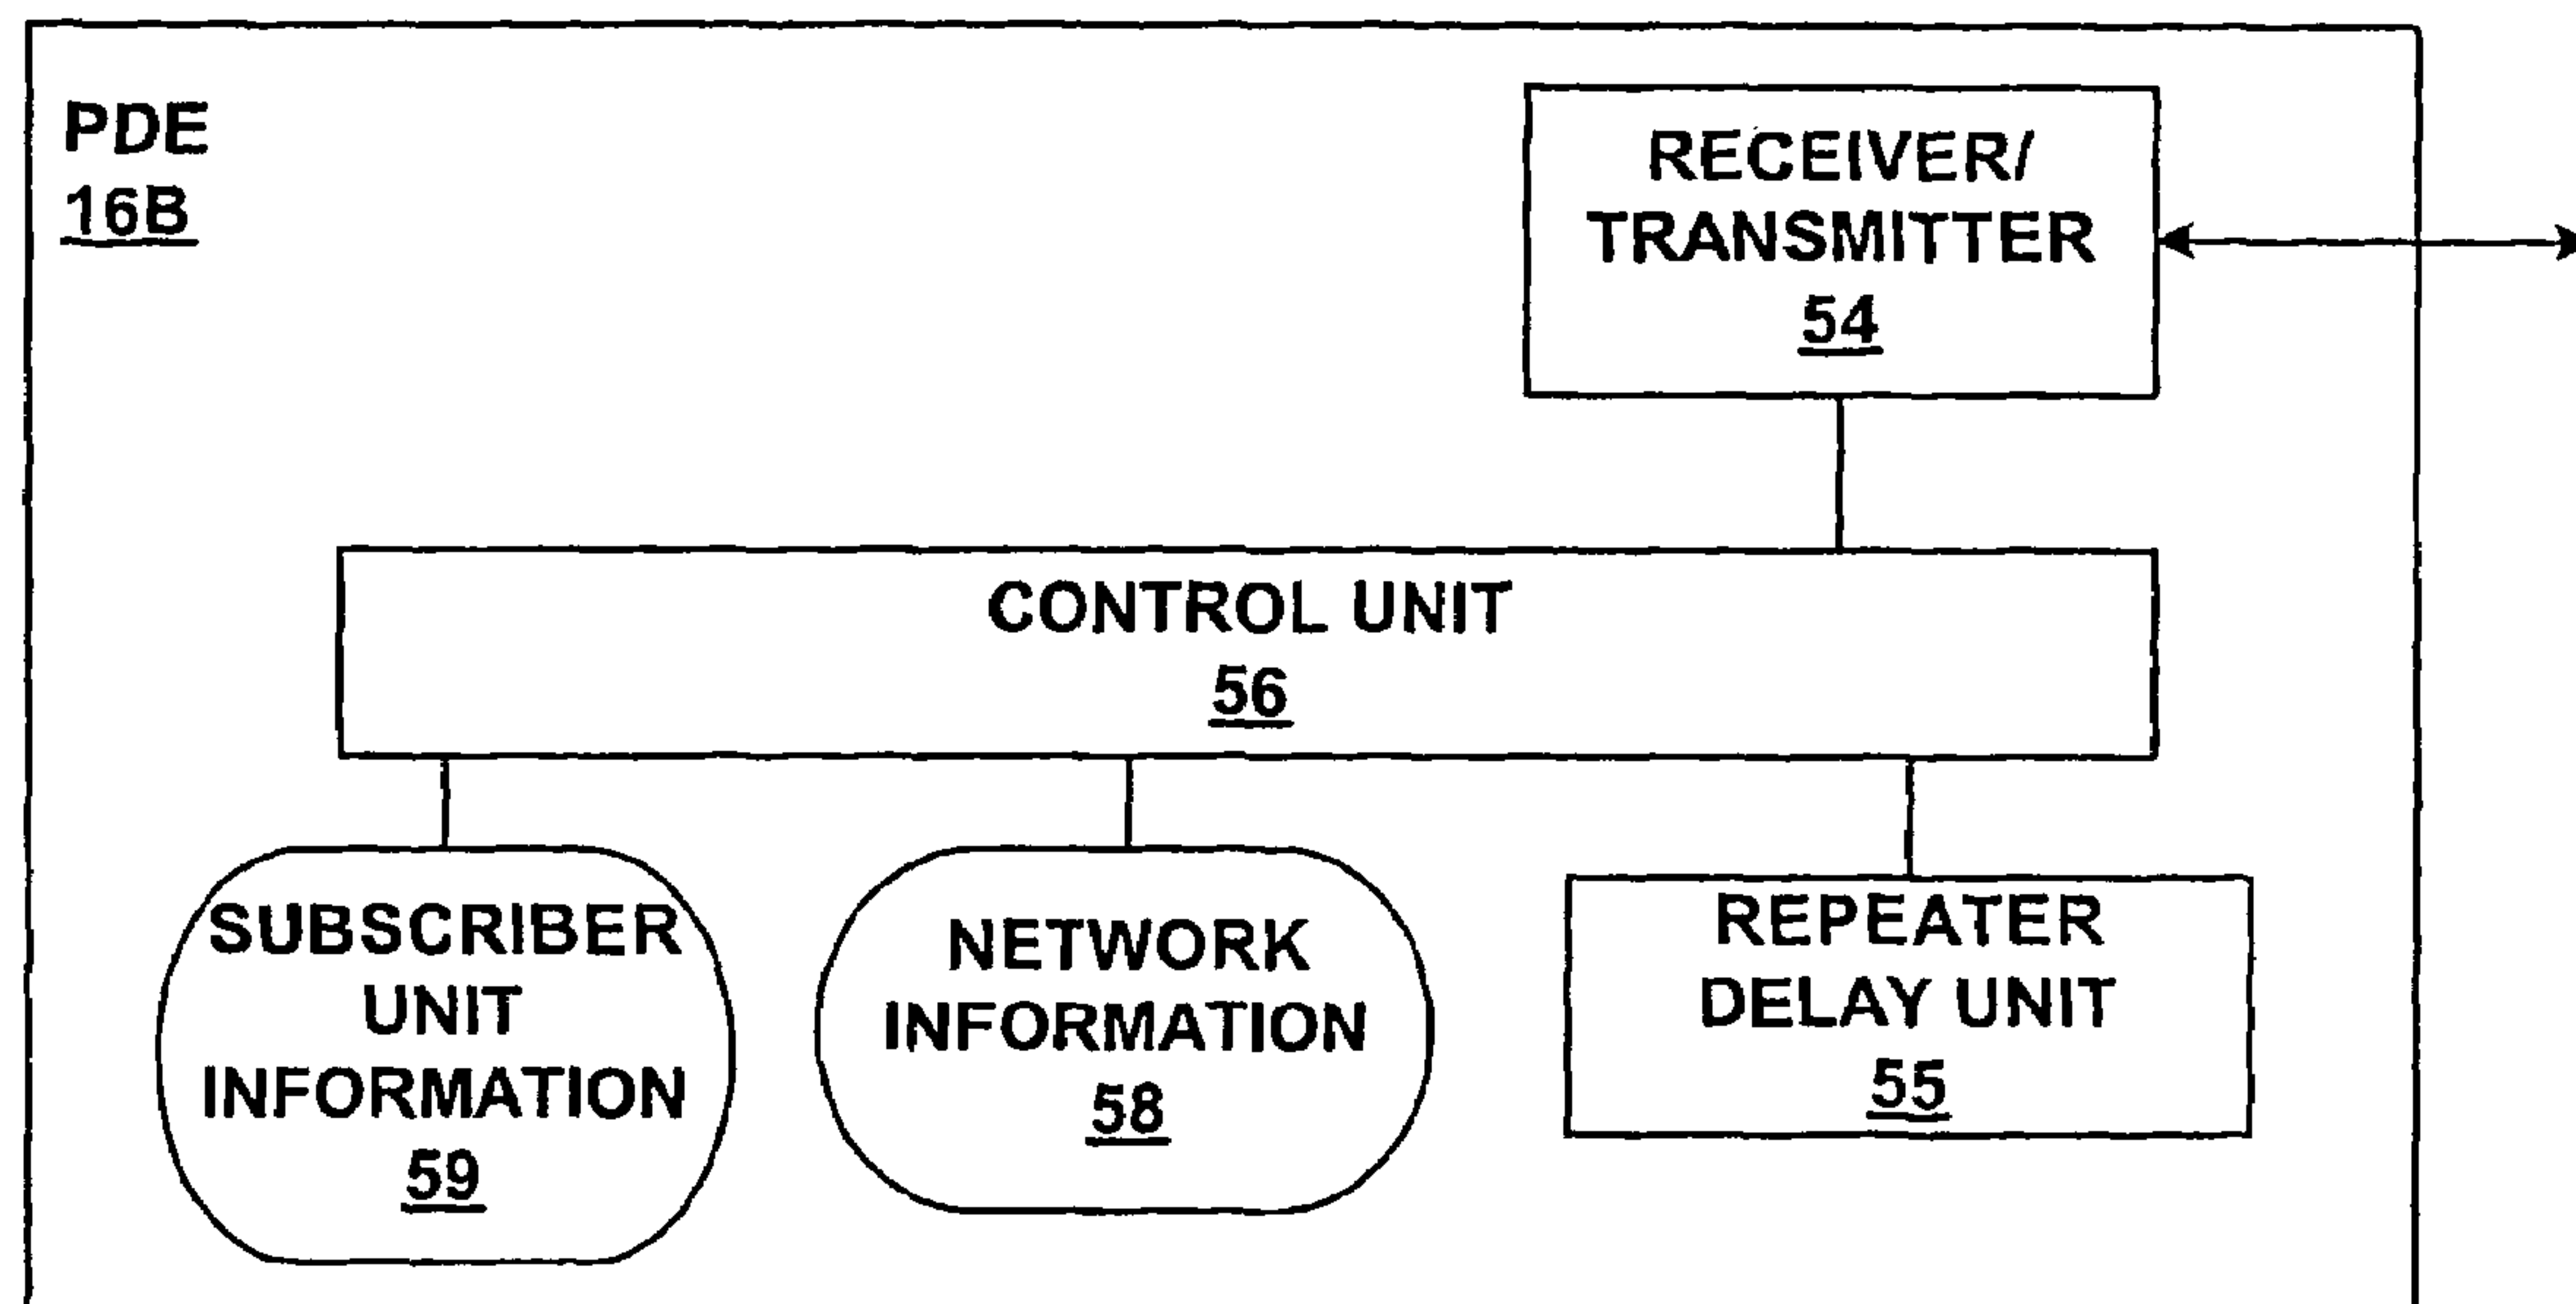 PDE
16B
RECEIVER/
TRANSMITTER
54
CONTROL UNIT
56
SUBSCRIBER
UNIT
INFORMATION
59
NETWORK
INFORMATION
58
REPEATER
DELAY UNIT
55